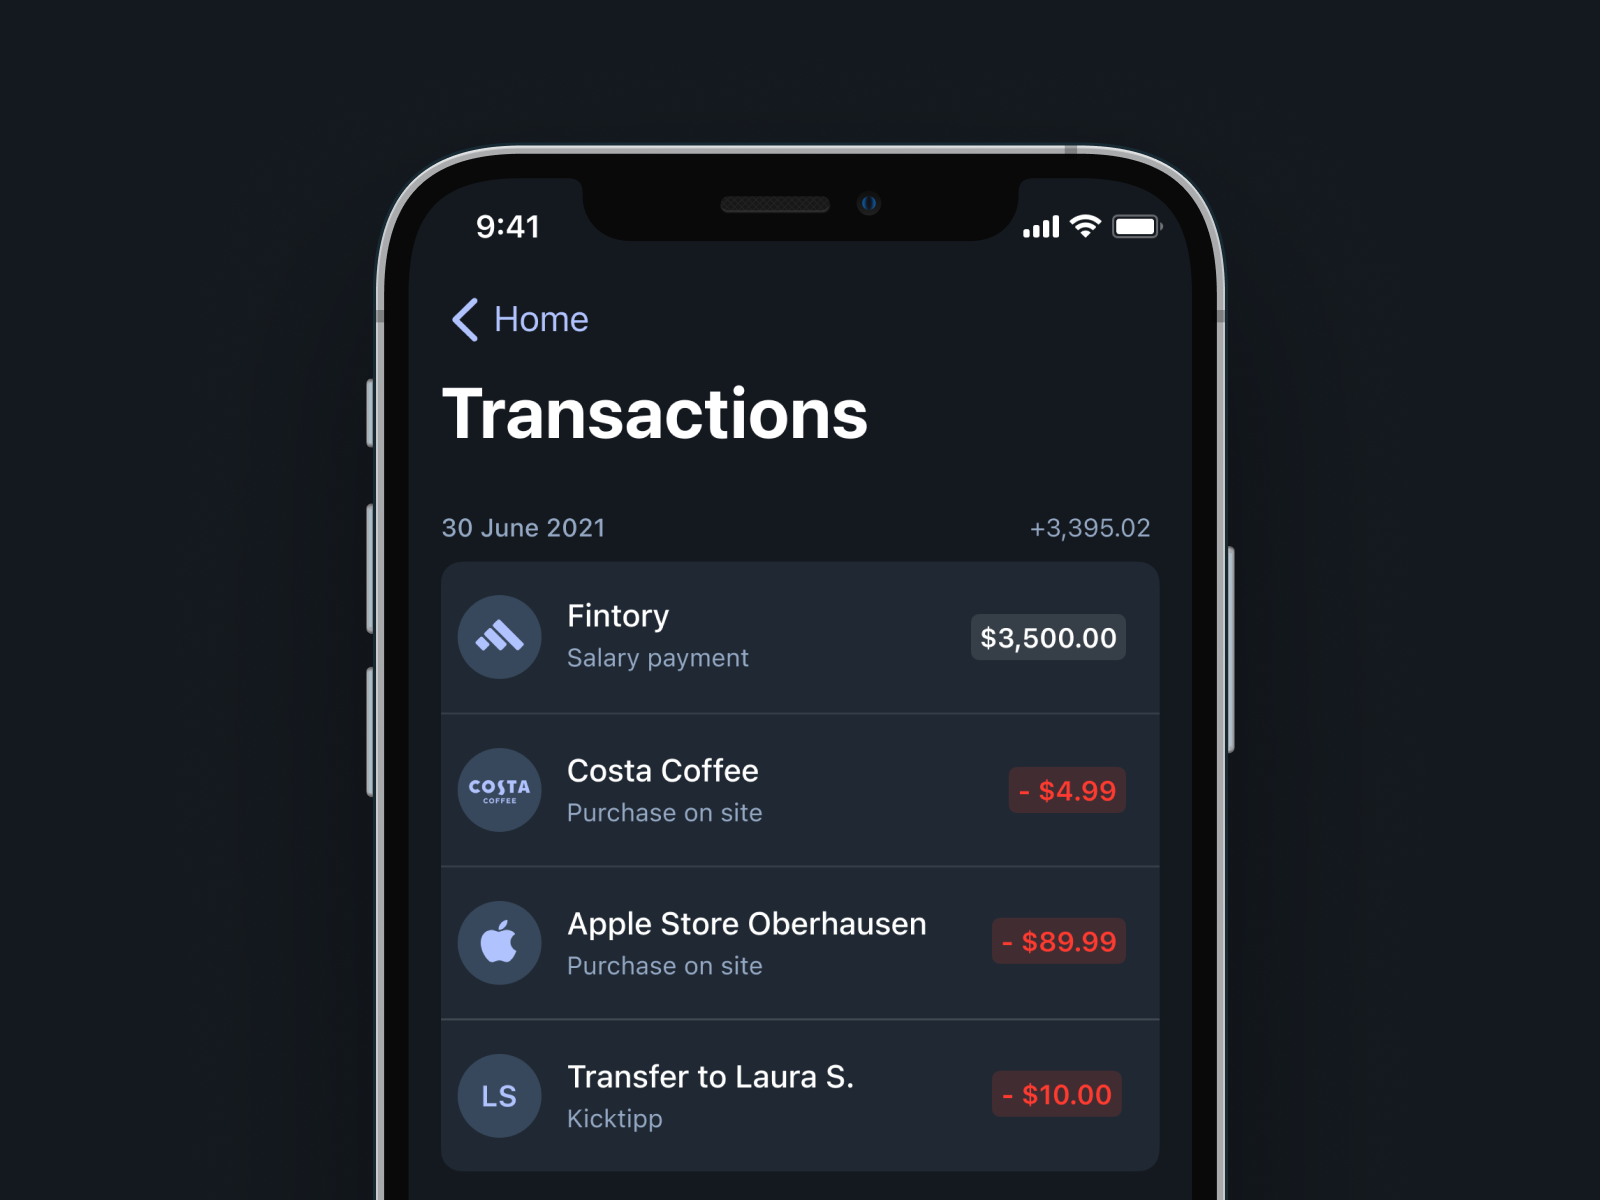 9:41
Home
Transactions
30 June 2021 +3,395.02
Fintory
Salary payment
$3,500.00
COSTA
COFFEE
Costa Coffee
Purchase on site
- $4.99
Apple Store Oberhausen
Purchase on site
- $89.99
LS
Transfer to Laura S.
Kicktipp
- $10.00